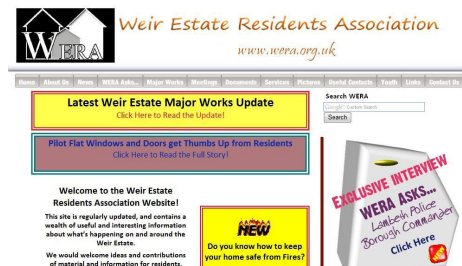 WERA
Weir Estate Residents Association
www.wera.org.uk
Home About Us News WERA Asks... Major Works Meetings Documents Services Pictures Useful Contacts Youth Links Contact Us
Latest Weir Estate Major Works Update
Click Here to Read the Update!
Pilot Flat Windows and Doors get Thumbs Up from Residents
Click Here to Read the Full Story!
Welcome to the Weir Estate
Residents Association Website!
This site is regularly updated, and contains a
wealth of useful and interesting information
about what's happening on and around the
Weir Estate.
We would welcome ideas and contributions
of material and information for residents.
NEW
Do you know how to keep
your home safe from Fires?
Search WERA
Google™ Custom Search
Search
EXCLUSIVE INTERVIEW
WERA ASKS...
Lambeth Police
Borough Commander
Click Here